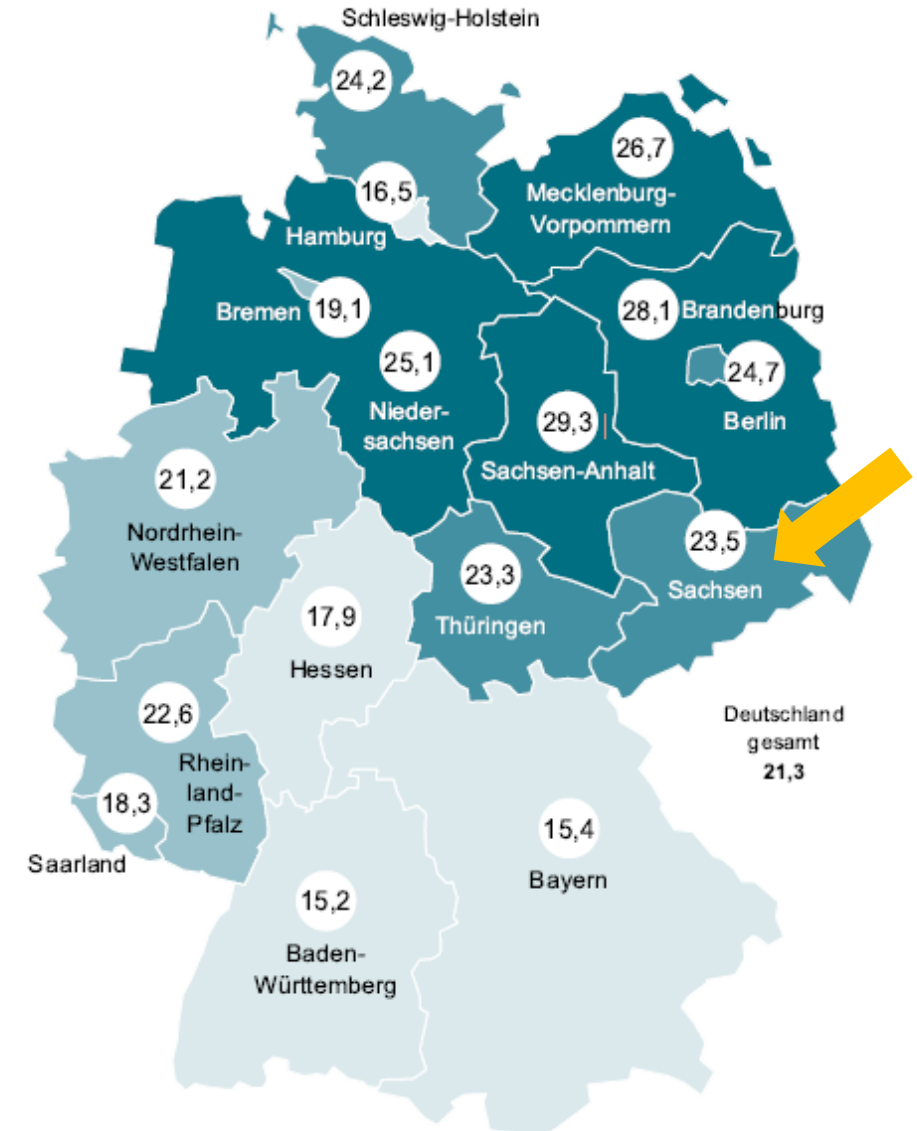 Schleswig-Holstein
24,2
26,7
Mecklenburg-
Vorpommern
16,5
Hamburg
Bremen
19,1
28,1
Brandenburg
25,1
Nieder-
sachsen
24,7
Berlin
29,3
Sachsen-Anhalt
21,2
Nordrhein-
Westfalen
23,5
Sachsen
23,3
Thüringen
17,9
Hessen
22,6
Rhein-
land-
Pfalz
18,3
Saarland
Deutschland
gesamt
21,3
15,4
Bayern
15,2
Baden-
Württemberg